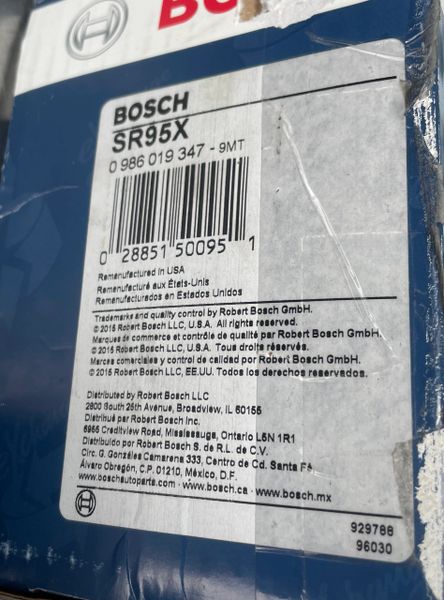 BOSCH
SR95X
0 986 019 347 - 9MT
0 28851 50095 1
Remanufactured in USA
Remanufacturé aux États-Unis
Remanufacturados en Estados Unidos
Trademarks and quality control by Robert Bosch GmbH.
© 2015 Robert Bosch LLC, U.S.A. All rights reserved.
Marques de commerce et contrôle de qualité par Robert Bosch GmbH.
© 2015 Robert Bosch LLC, U.S.A. Tous droits réservés.
Marcas comerciales y control de calidad por Robert Bosch GmbH.
© 2015 Robert Bosch LLC, EE.UU. Todos los derechos reservados.
Distributed by Robert Bosch LLC
2800 South 25th Avenue, Broadview, IL 60155
Distribué par Robert Bosch Inc.
6955 Creditview Road, Mississauga, Ontario L5N 1R1
Distribuido por Robert Bosch S. de R.L. de C.V.
Circ. G. Gonzáles Camarena 333, Centro de Cd. Santa Fé
Álvaro Obregón, C.P. 01210, México, D.F.
www.boschautoparts.com - www.bosch.ca - www.bosch.mx
929788
96030